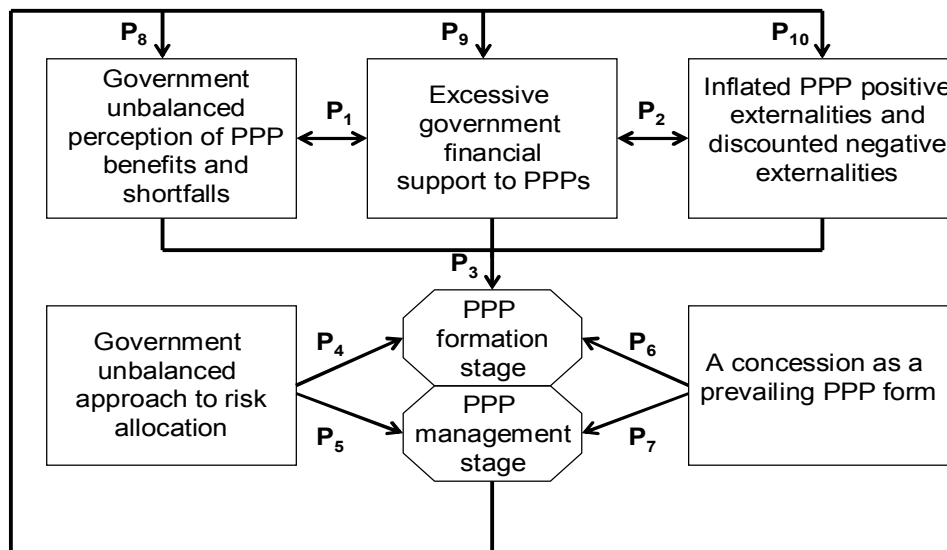 P8
P9
P10
Government
unbalanced
perception of PPP
benefits and
shortfalls
P1
Excessive
government
financial
support to PPPs
P2
Inflated PPP positive
externalities and
discounted negative
externalities
P3
Government
unbalanced
approach to risk
allocation
P4
P5
PPP
formation
stage
PPP
management
stage
P6
P7
A concession as a
prevailing PPP form